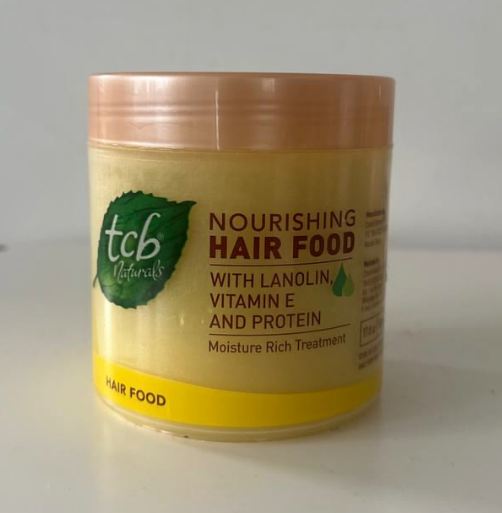 tcb®
Naturals
NOURISHING
HAIR FOOD
WITH LANOLIN,
VITAMIN E
AND PROTEIN
Moisture Rich Treatment
HAIR FOOD